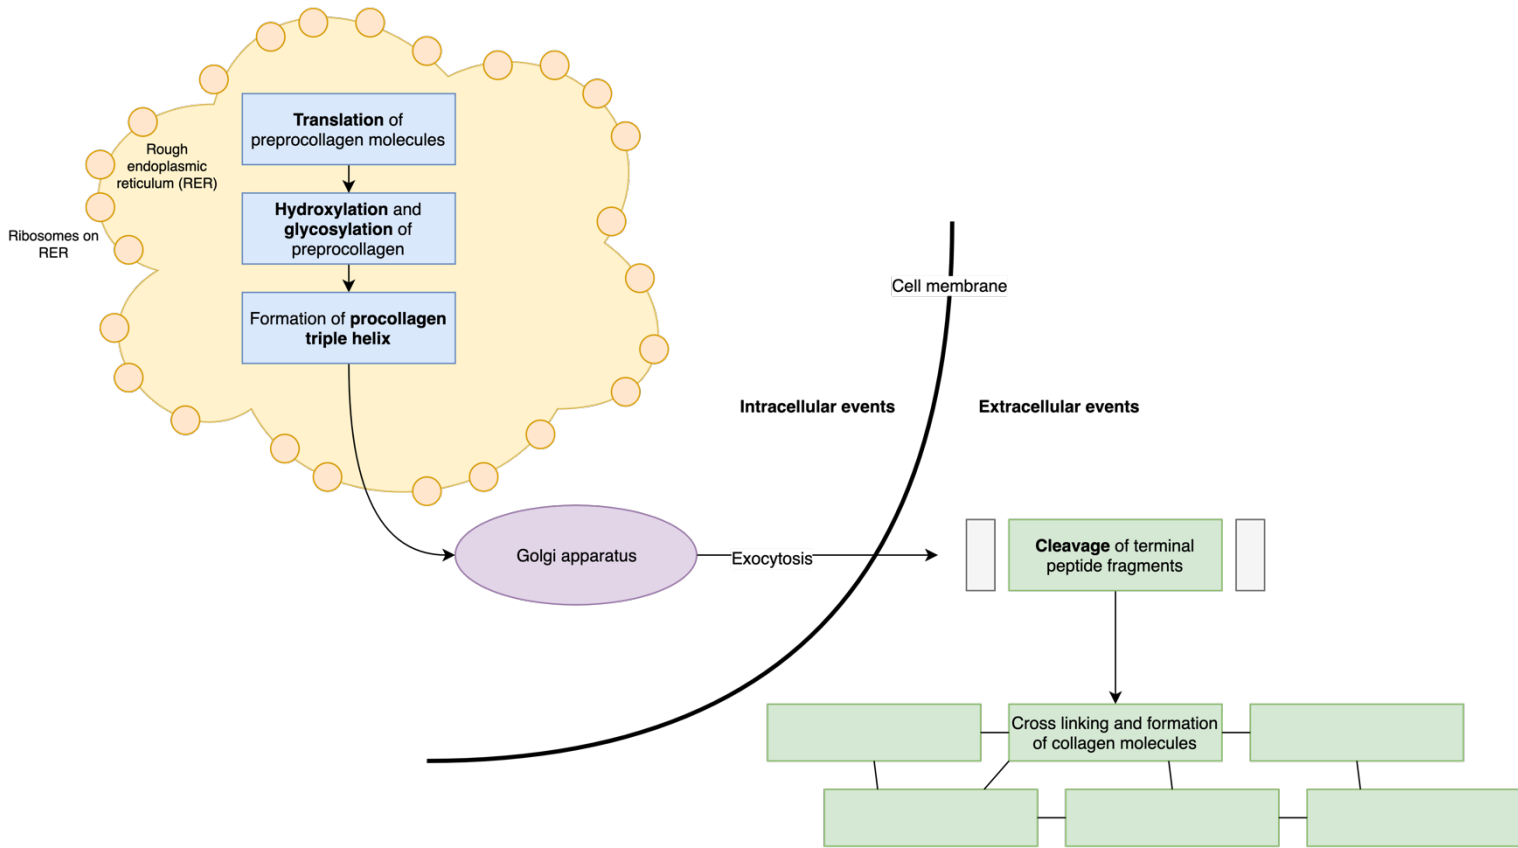 Translation of
preprocollagen molecules
Rough
endoplasmic
reticulum (RER)
Hydroxylation and
glycosylation of
preprocollagen
Ribosomes on
RER
Formation of procollagen
triple helix
Cell membrane
Intracellular events
Extracellular events
Golgi apparatus
Exocytosis
Cleavage of terminal
peptide fragments
Cross linking and formation
of collagen molecules